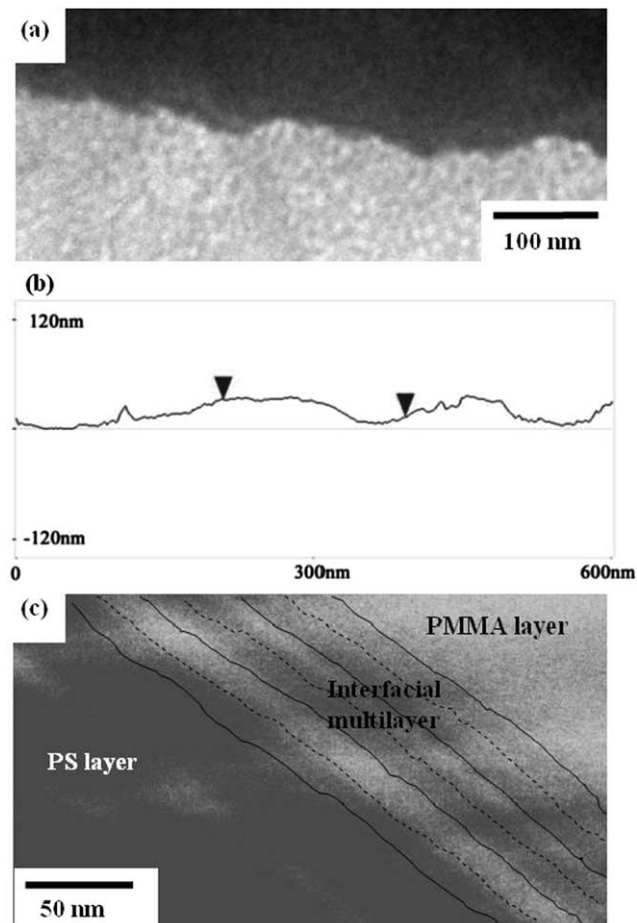 (a)
100 nm
(b)
120nm
-120nm
0 300nm 600nm
(c)
PMMA layer
Interfacial
multilayer
PS layer
50 nm